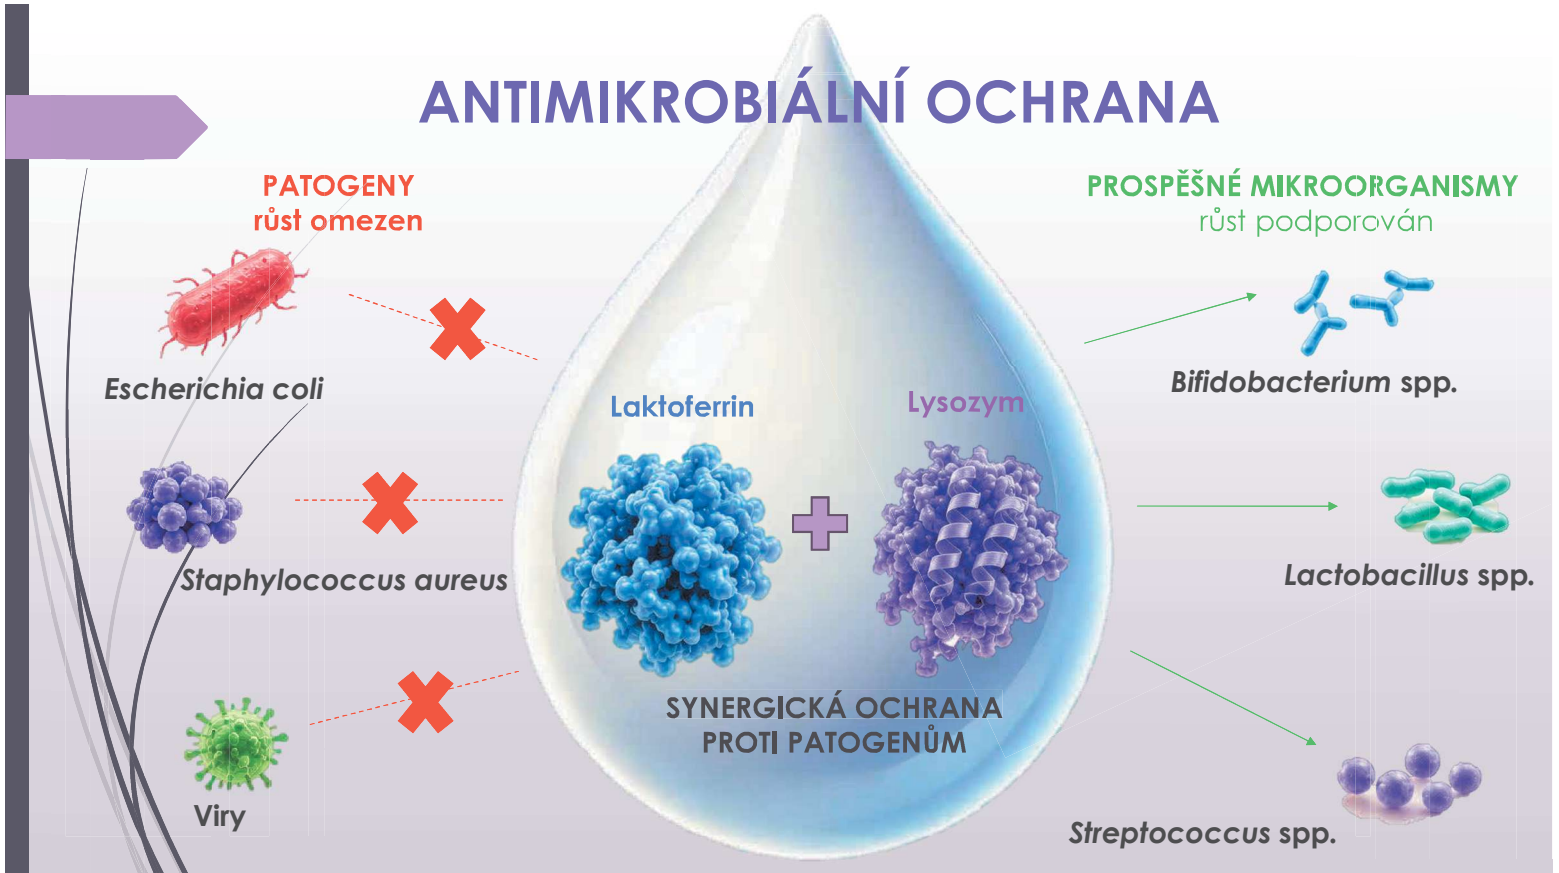 ANTIMIKROBIÁLNÍ OCHRANA
PATOGENY
růst omezen
Escherichia coli
Staphylococcus aureus
Viry
Laktoferrin
Lysozym
SYNERGICKÁ OCHRANA
PROTI PATOGENŮM
PROSPĚŠNÉ MIKROORGANISMY
růst podporován
Bifidobacterium spp.
Lactobacillus spp.
Streptococcus spp.